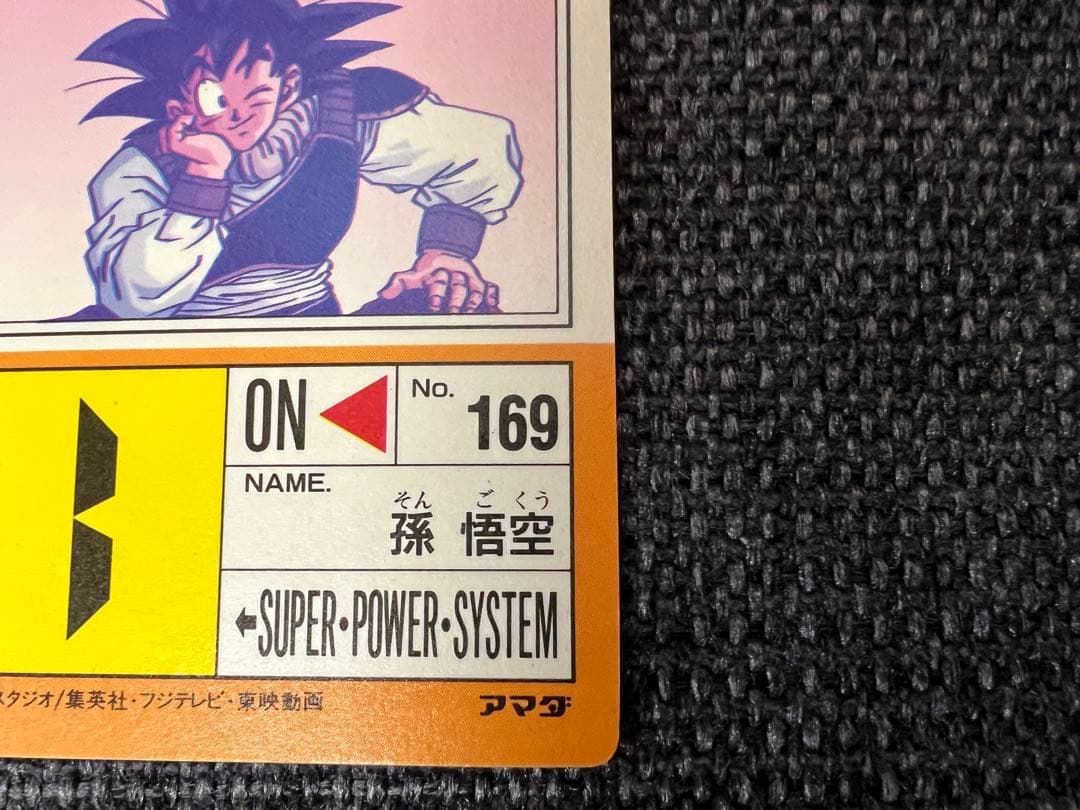 ON
No. 169
NAME.
そん ご くう
孫 悟空
←SUPER・POWER・SYSTEM
スタジオ/集英社・フジテレビ・東映動画
アマダ